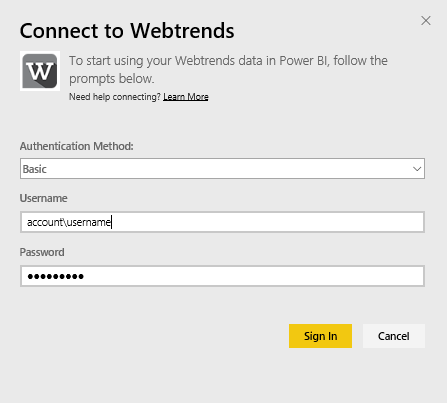 Connect to Webtrends
W
To start using your Webtrends data in Power BI, follow the
prompts below.
Need help connecting? Learn More
Authentication Method:
Basic
Username
account\username
Password
●●●●●●●●●
Sign In
Cancel